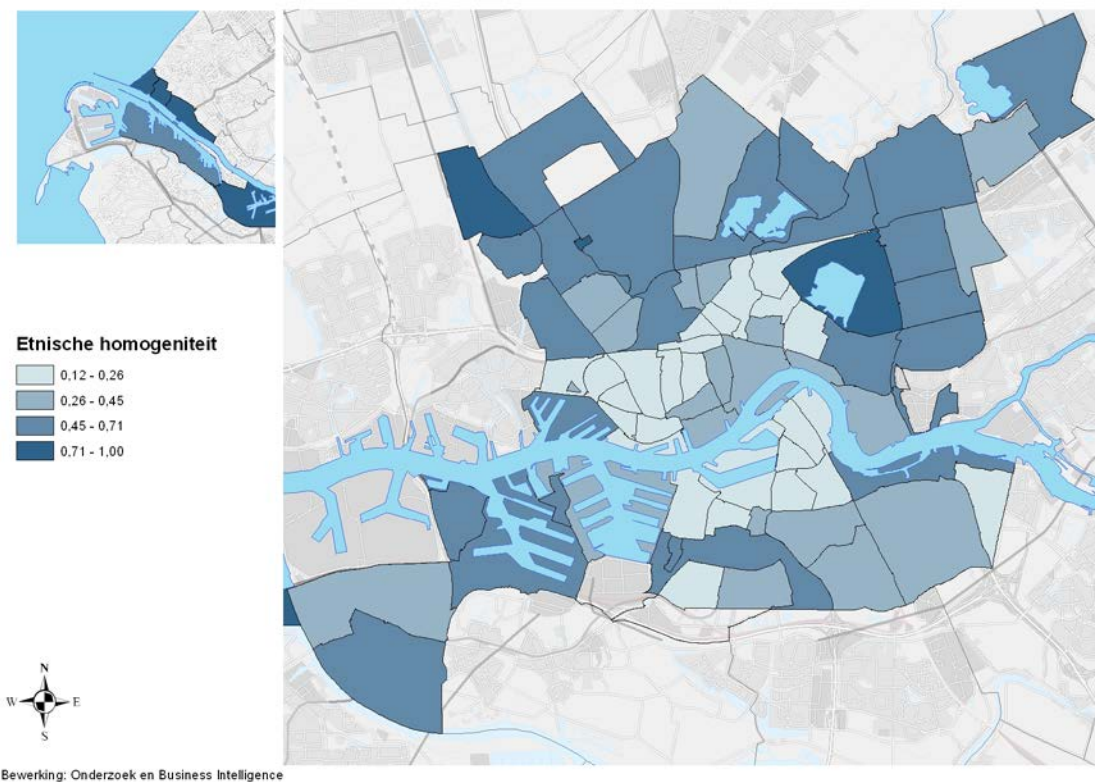 Etnische homogeniteit
0,12 - 0,26
0,26 - 0,45
0,45 - 0,71
0,71 - 1,00
N
W E
S
Bewerking: Onderzoek en Business Intelligence